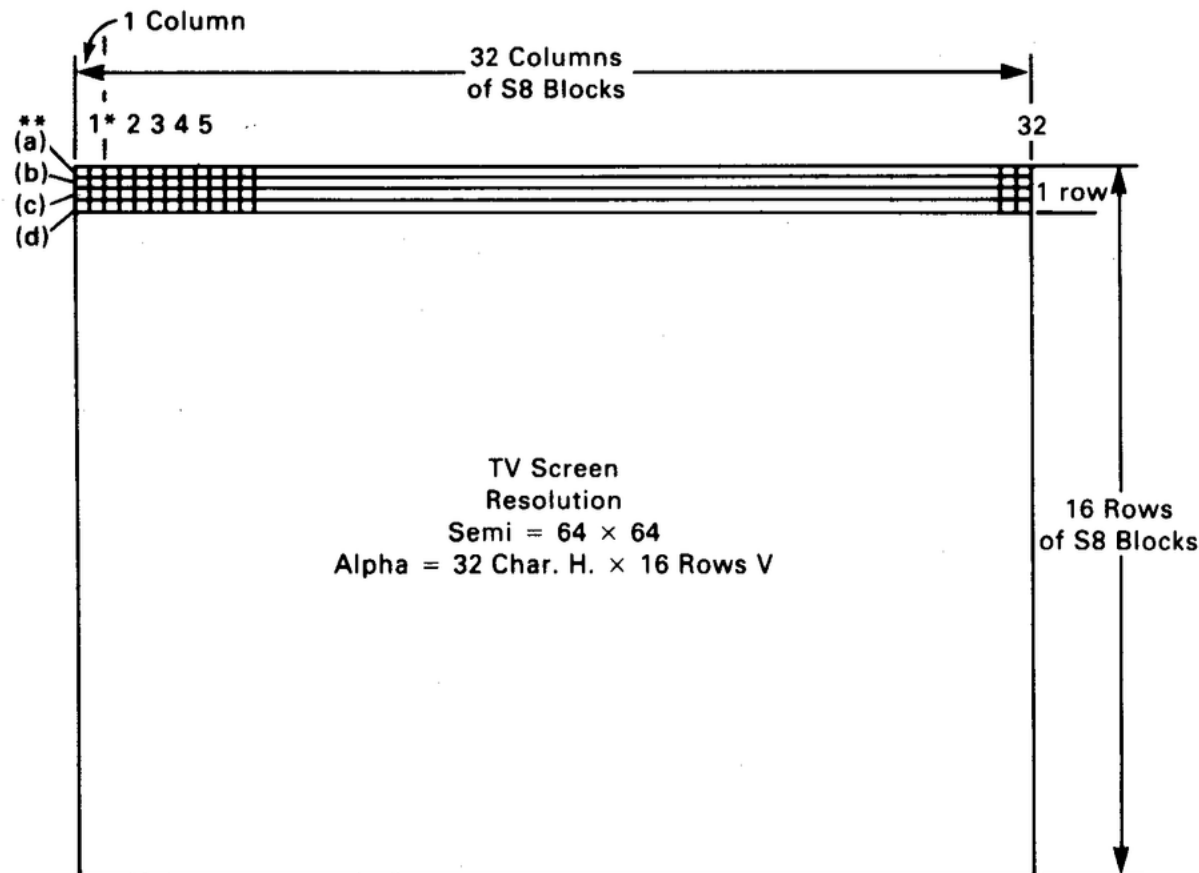 1 Column
32 Columns
of S8 Blocks
**
1* 2 3 4 5
32
(a)
(b)
(c)
(d)
1 row
TV Screen
Resolution
Semi = 64 × 64
Alpha = 32 Char. H. × 16 Rows V
16 Rows
of S8 Blocks